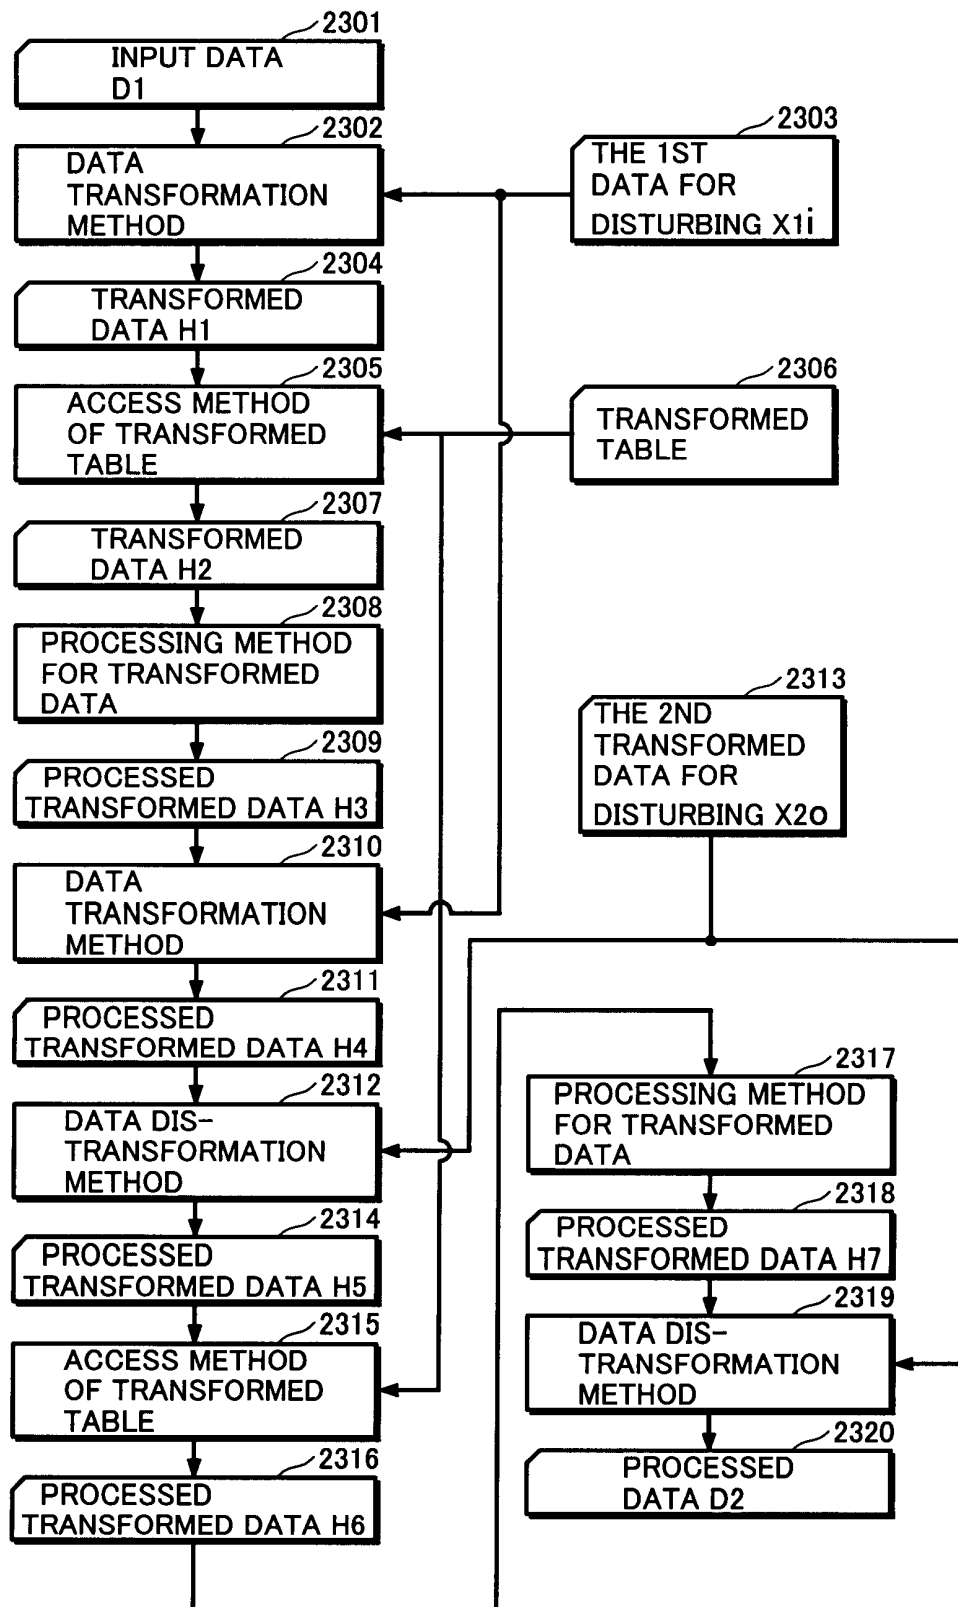 2301
INPUT DATA
D1
2302
DATA
TRANSFORMATION
METHOD
2303
THE 1ST
DATA FOR
DISTURBING X1i
2304
TRANSFORMED
DATA H1
2305
ACCESS METHOD
OF TRANSFORMED
TABLE
2306
TRANSFORMED
TABLE
2307
TRANSFORMED
DATA H2
2308
PROCESSING METHOD
FOR TRANSFORMED
DATA
2309
PROCESSED
TRANSFORMED DATA H3
2310
DATA
TRANSFORMATION
METHOD
2311
PROCESSED
TRANSFORMED DATA H4
2312
DATA DIS-
TRANSFORMATION
METHOD
2313
THE 2ND
TRANSFORMED
DATA FOR
DISTURBING X2o
2314
PROCESSED
TRANSFORMED DATA H5
2315
ACCESS METHOD
OF TRANSFORMED
TABLE
2316
PROCESSED
TRANSFORMED DATA H6
2317
PROCESSING METHOD
FOR TRANSFORMED
DATA
2318
PROCESSED
TRANSFORMED DATA H7
2319
DATA DIS-
TRANSFORMATION
METHOD
2320
PROCESSED
DATA D2